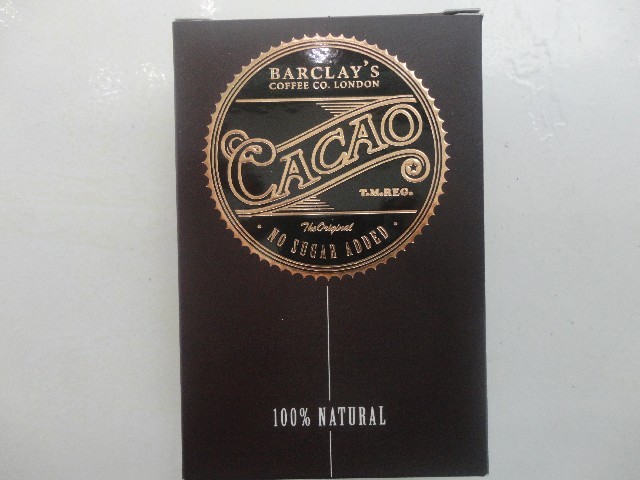 BARCLAY'S
COFFEE CO. LONDON
CACAO
T.M.REG.
The Original
· NO SUGAR ADDED ·
100% NATURAL